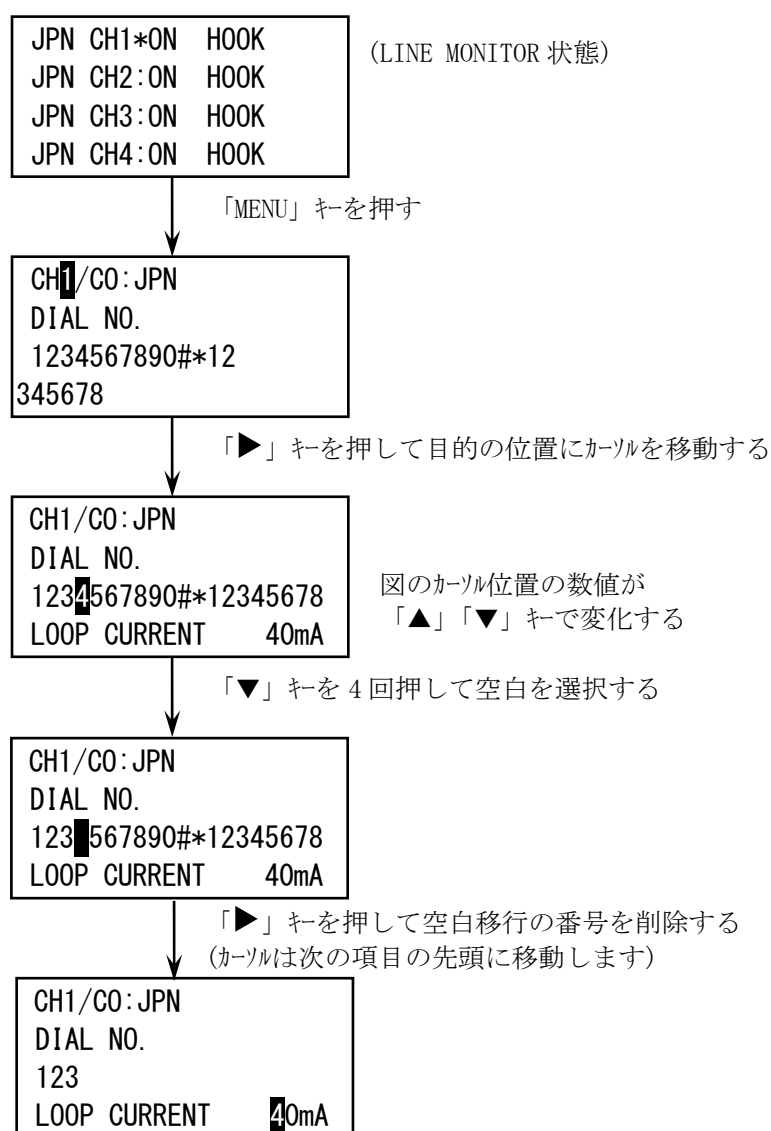 JPN CH1*ON HOOK
JPN CH2:ON HOOK
JPN CH3:ON HOOK
JPN CH4:ON HOOK
(LINE MONITOR 状態)
「MENU」ｷｰを押す
CH1/CO:JPN
DIAL NO.
1234567890#*12
345678
「▶」ｷｰを押して目的の位置にｶｰｿﾙを移動する
CH1/CO:JPN
DIAL NO.
1234567890#*12345678
LOOP CURRENT 40mA
図のｶｰｿﾙ位置の数値が
「▲」「▼」ｷｰで変化する
「▼」ｷｰを 4 回押して空白を選択する
CH1/CO:JPN
DIAL NO.
123 567890#*12345678
LOOP CURRENT 40mA
「▶」ｷｰを押して空白移行の番号を削除する
(ｶｰｿﾙは次の項目の先頭に移動します)
CH1/CO:JPN
DIAL NO.
123
LOOP CURRENT 40mA